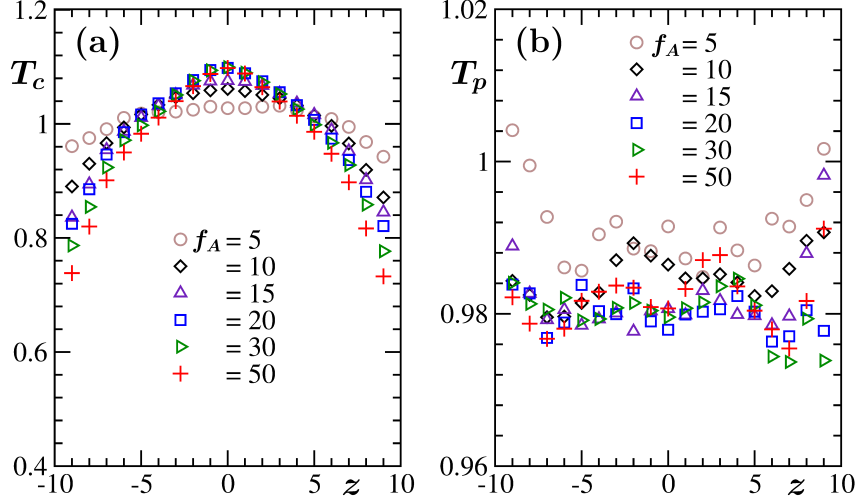 (a)
T_c
1.2
1
0.8
0.6
0.4
-10 -5 0 5 10
z
f_A = 5
= 10
= 15
= 20
= 30
= 50
(b)
T_p
1.02
1
0.98
0.96
-10 -5 0 5 10
z
f_A = 5
= 10
= 15
= 20
= 30
= 50